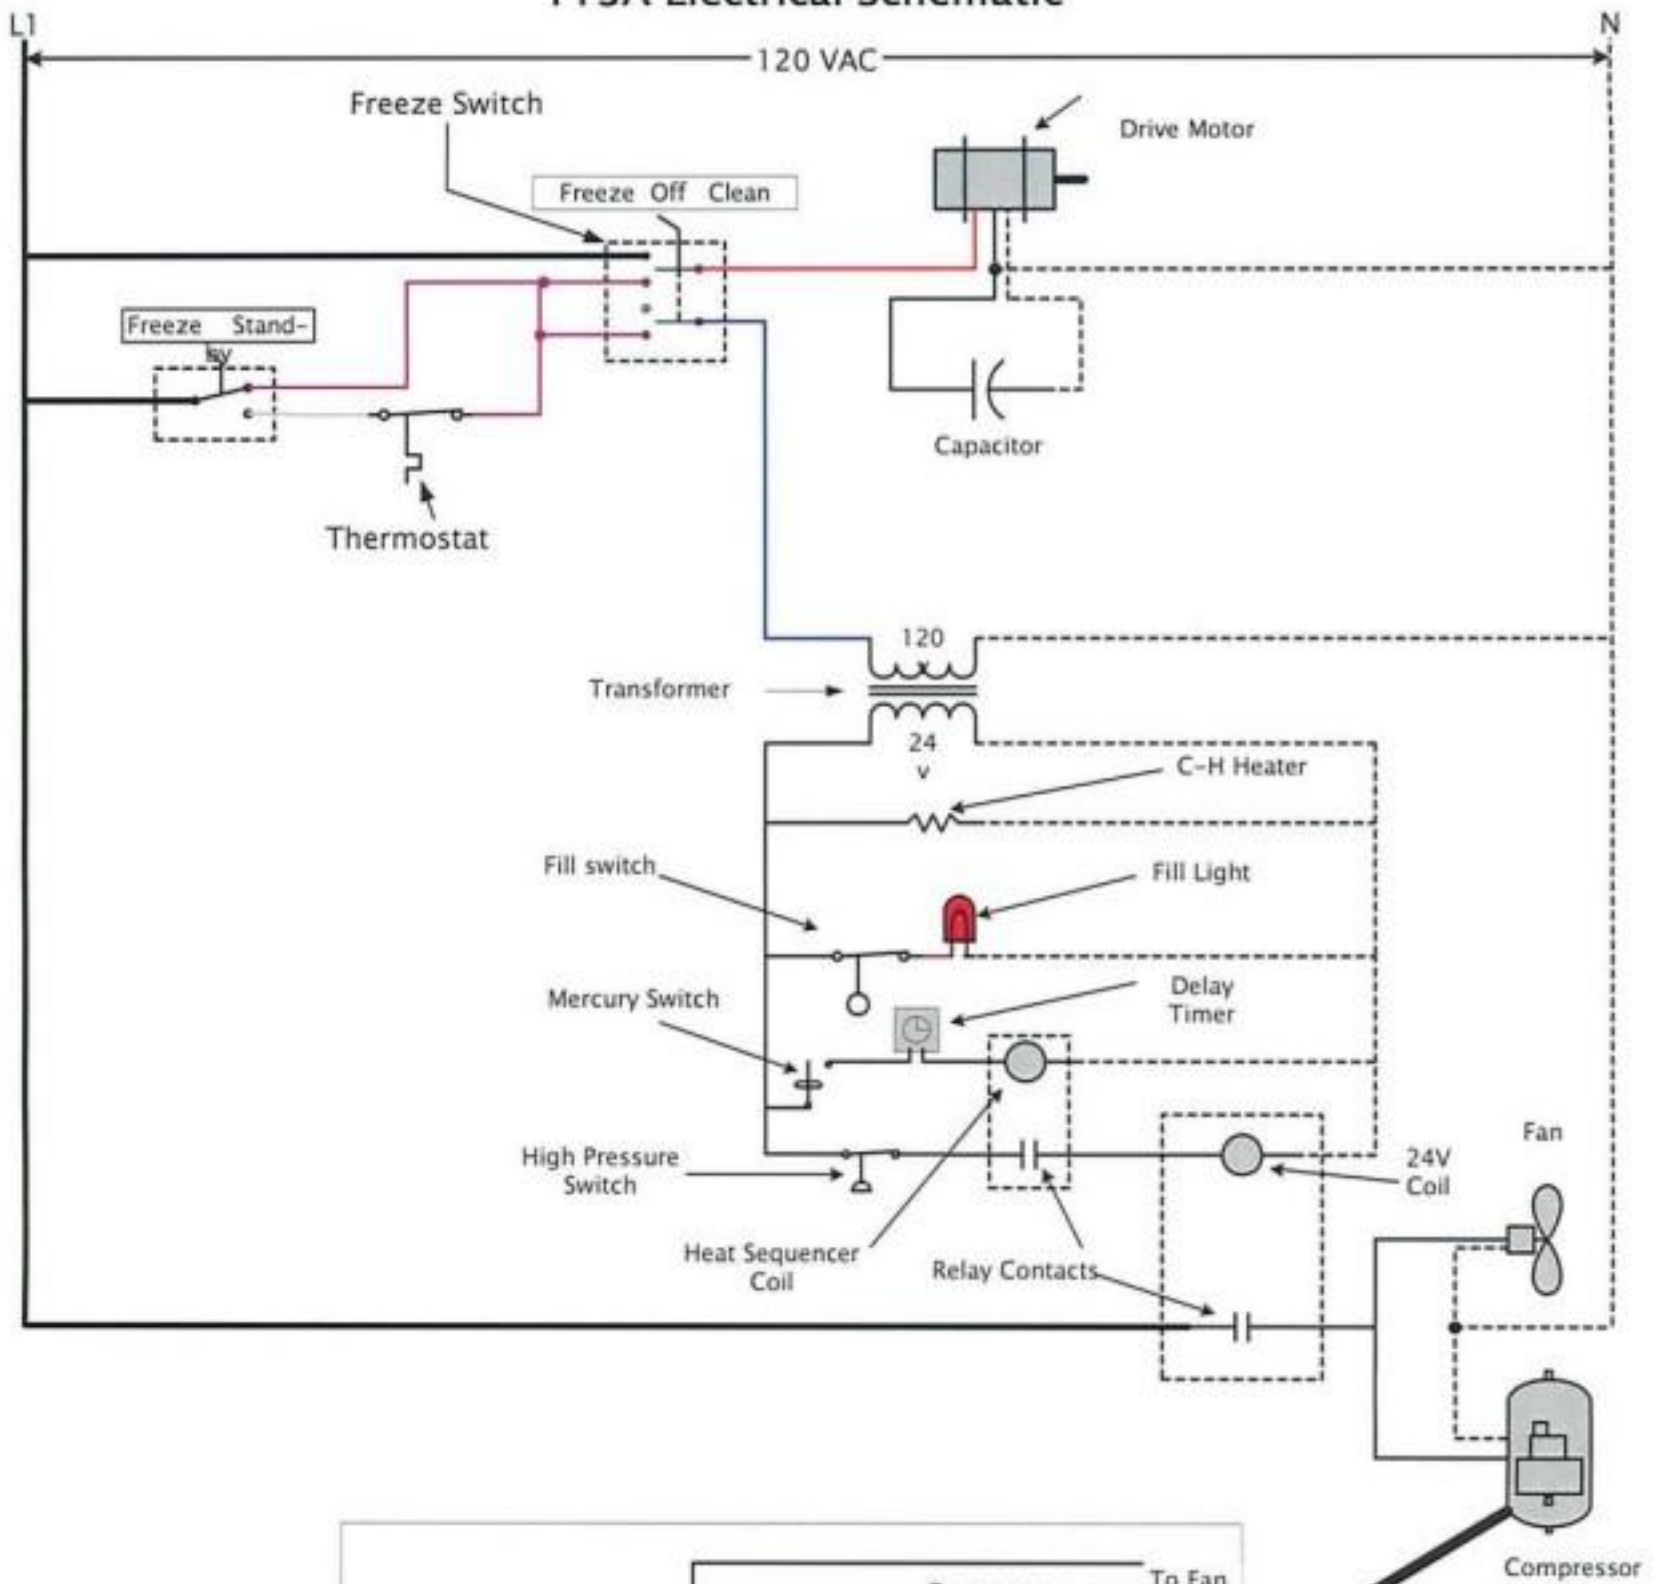 Electrical Schematic
L1
N
120 VAC
Freeze Switch
Drive Motor
Freeze Off Clean
Freeze Stand-
by
Capacitor
Thermostat
120
v
Transformer
24
v
C-H Heater
Fill switch
Fill Light
Mercury Switch
Delay
Timer
High Pressure
Switch
24V
Coil
Fan
Heat Sequencer
Coil
Relay Contacts
Compressor
To Fan